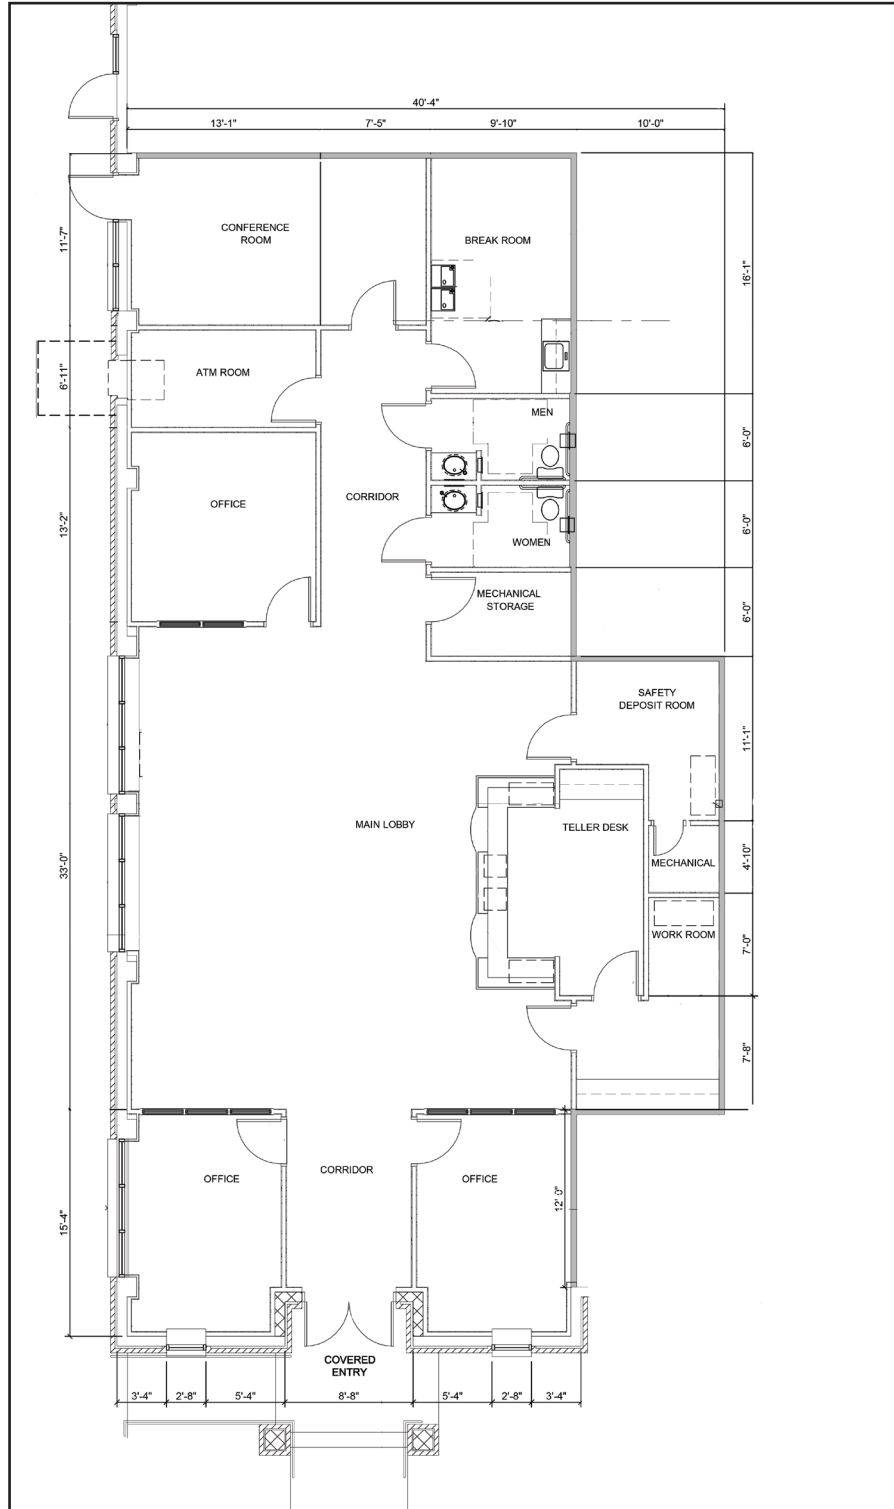 40'-4"
13'-1"
7'-5"
9'-10"
10'-0"
11'-7"
CONFERENCE
ROOM
BREAK ROOM
16'-1"
6'-11"
ATM ROOM
MEN
6'-0"
13'-2"
OFFICE
CORRIDOR
WOMEN
6'-0"
MECHANICAL
STORAGE
6'-0"
SAFETY
DEPOSIT ROOM
11'-1"
MAIN LOBBY
TELLER DESK
33'-0"
MECHANICAL
4'-10"
WORK ROOM
7'-0"
7'-8"
OFFICE
CORRIDOR
OFFICE
12'-0"
15'-4"
COVERED
ENTRY
3'-4"
2'-8"
5'-4"
8'-8"
5'-4"
2'-8"
3'-4"